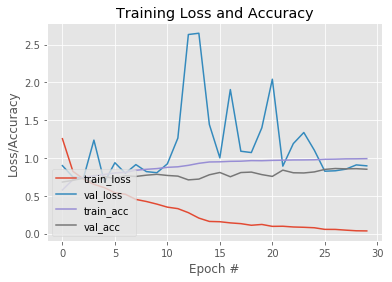 Training Loss and Accuracy
Loss/Accuracy
2.5
2.0
1.5
1.0
0.5
0.0
train_loss
val_loss
train_acc
val_acc
0 5 10 15 20 25 30
Epoch #